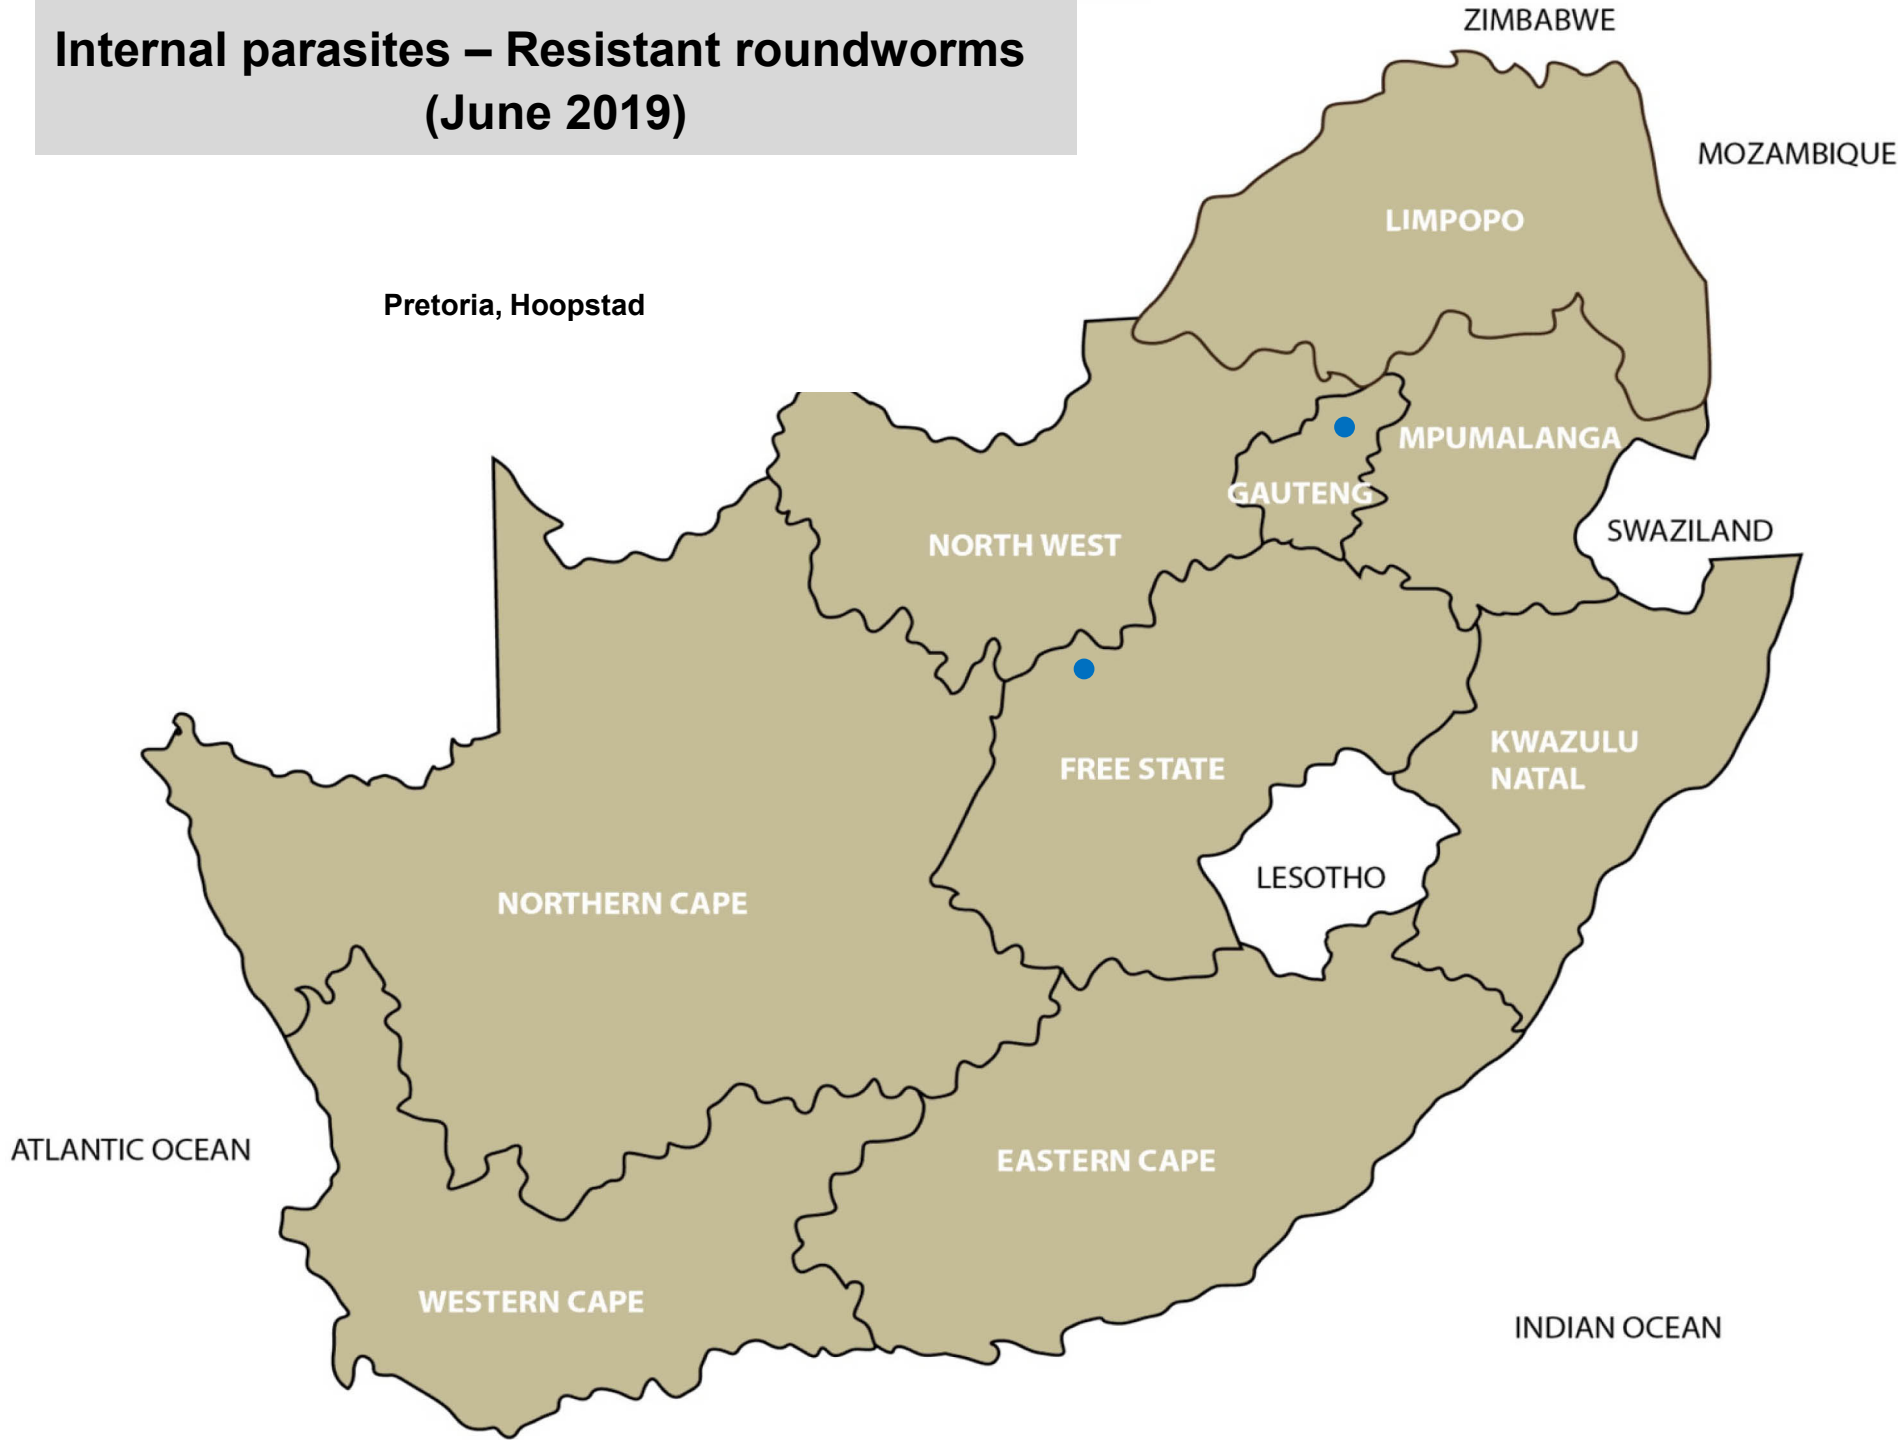 Internal parasites – Resistant roundworms
(June 2019)
ZIMBABWE
MOZAMBIQUE
LIMPOPO
Pretoria, Hoopstad
MPUMALANGA
GAUTENG
SWAZILAND
NORTH WEST
KWAZULU
NATAL
FREE STATE
LESOTHO
NORTHERN CAPE
ATLANTIC OCEAN
EASTERN CAPE
WESTERN CAPE
INDIAN OCEAN